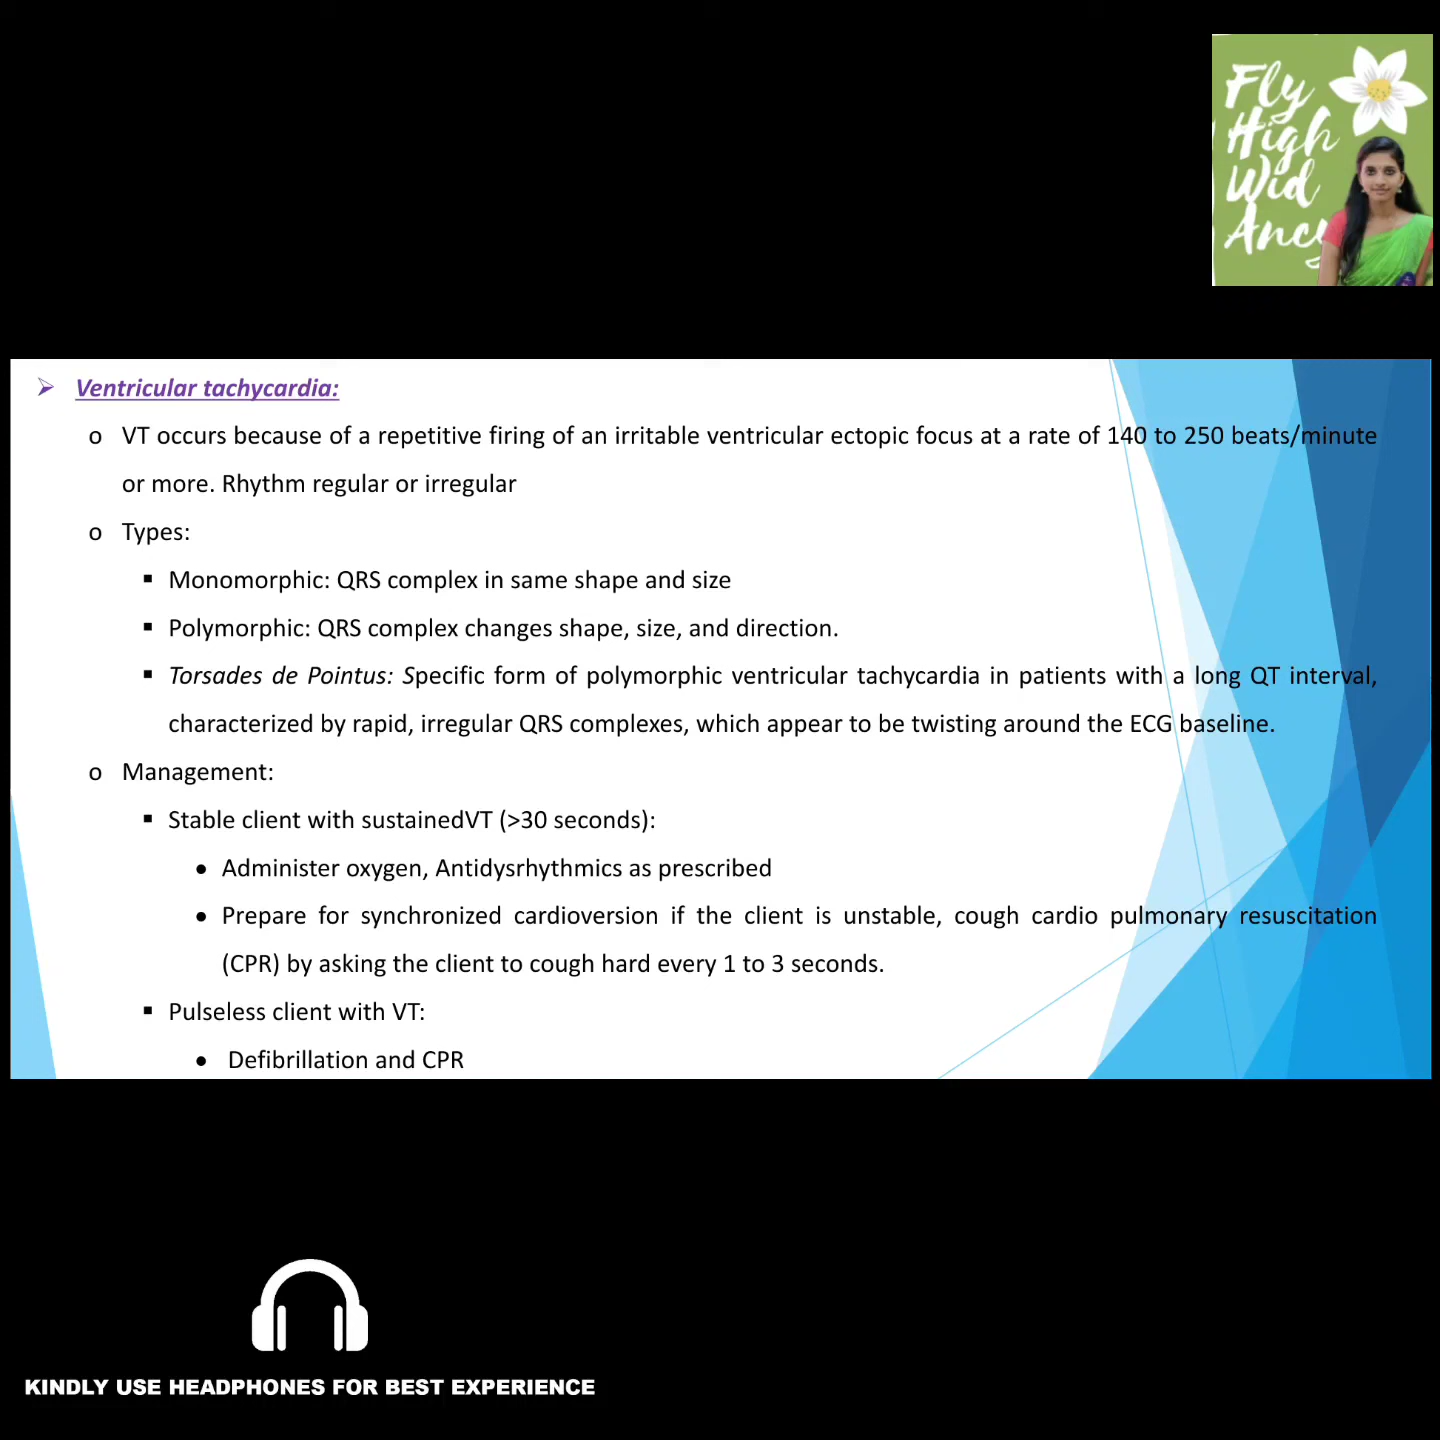 Fly
High
Wid
Ancy
➢ Ventricular tachycardia:
o VT occurs because of a repetitive firing of an irritable ventricular ectopic focus at a rate of 140 to 250 beats/minute
or more. Rhythm regular or irregular
o Types:
▪ Monomorphic: QRS complex in same shape and size
▪ Polymorphic: QRS complex changes shape, size, and direction.
▪ Torsades de Pointus: Specific form of polymorphic ventricular tachycardia in patients with a long QT interval,
characterized by rapid, irregular QRS complexes, which appear to be twisting around the ECG baseline.
o Management:
▪ Stable client with sustainedVT (>30 seconds):
• Administer oxygen, Antidysrhythmics as prescribed
• Prepare for synchronized cardioversion if the client is unstable, cough cardio pulmonary resuscitation
(CPR) by asking the client to cough hard every 1 to 3 seconds.
▪ Pulseless client with VT:
• Defibrillation and CPR
KINDLY USE HEADPHONES FOR BEST EXPERIENCE